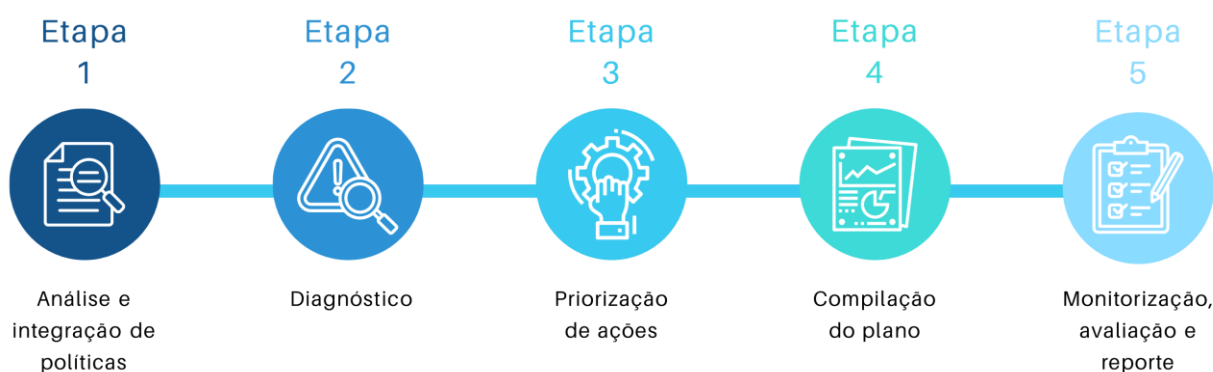 Etapa
1
Etapa
2
Etapa
3
Etapa
4
Etapa
5
Análise e
integração de
políticas
Diagnóstico
Priorização
de ações
Compilação
do plano
Monitorização,
avaliação e
reporte